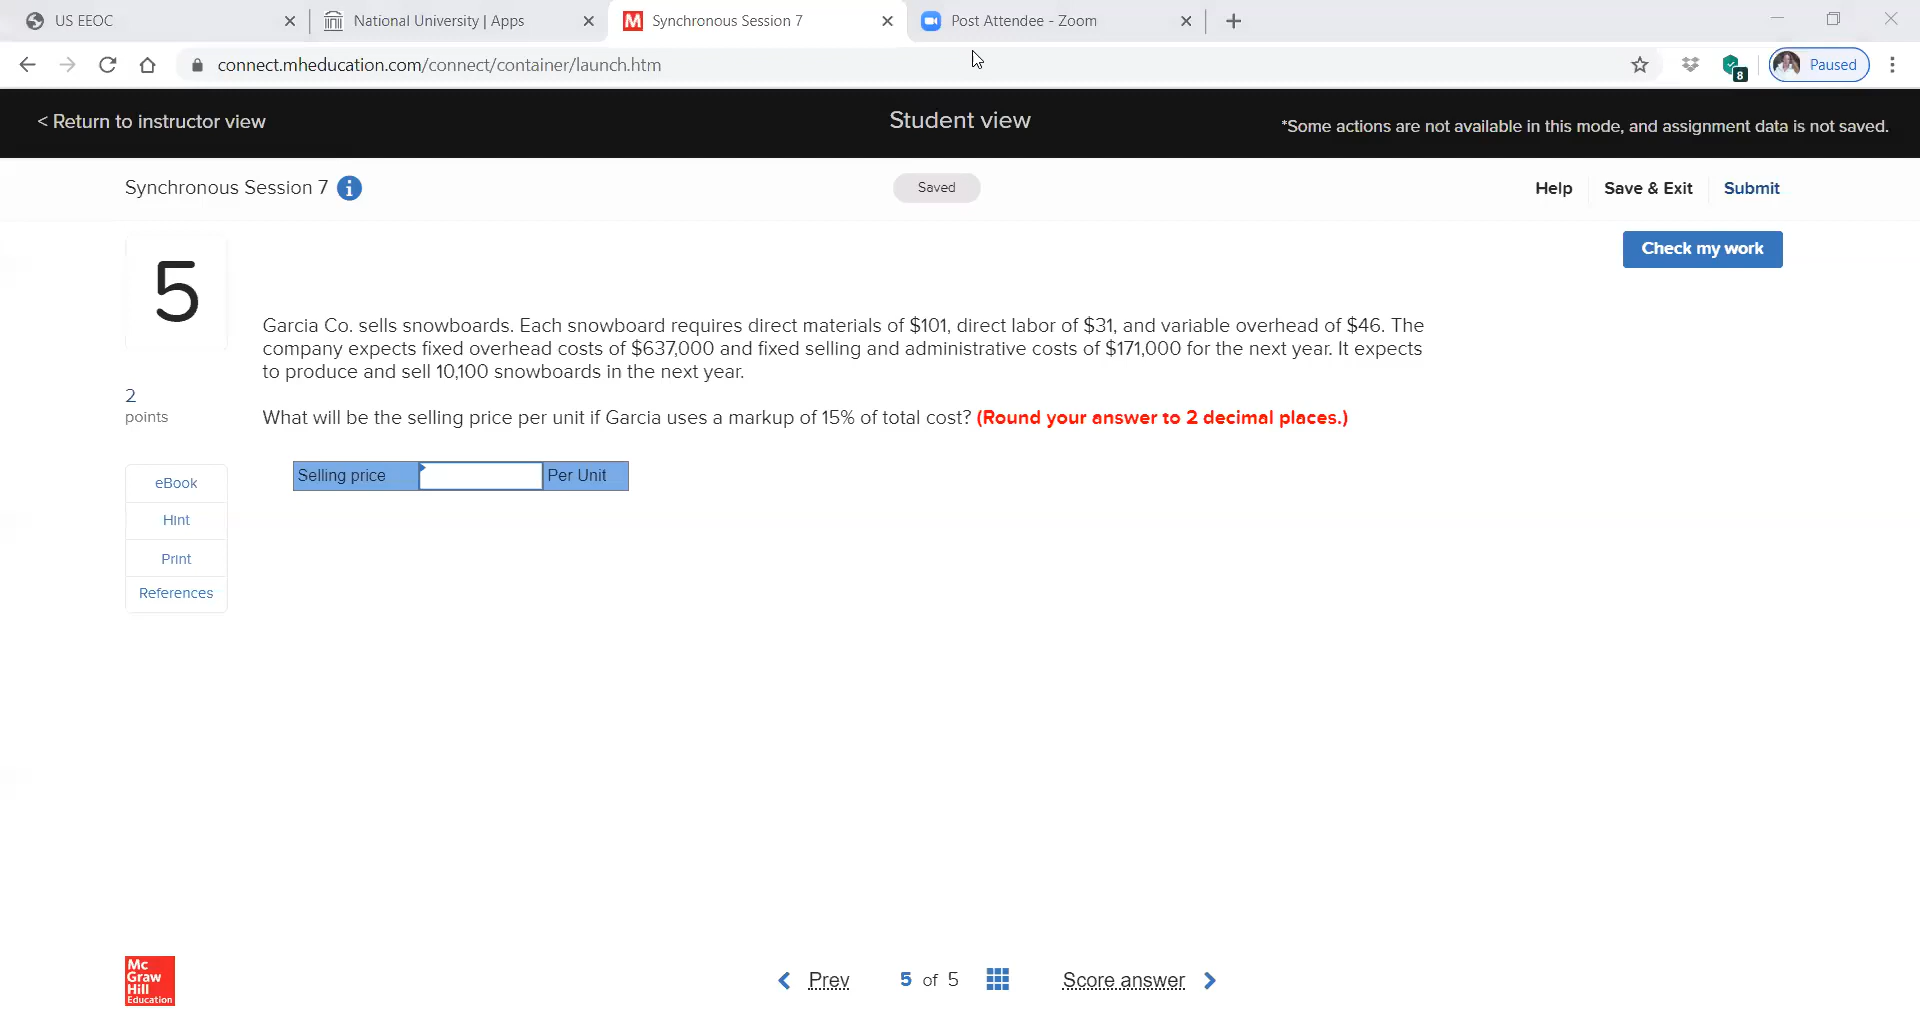 US EEOC
National University | Apps
Synchronous Session 7
Post Attendee - Zoom
connect.mheducation.com/connect/container/launch.htm
8
Paused
< Return to instructor view
Student view
*Some actions are not available in this mode, and assignment data is not saved.
Synchronous Session 7
Saved
Help
Save & Exit
Submit
Check my work
5
Garcia Co. sells snowboards. Each snowboard requires direct materials of $101, direct labor of $31, and variable overhead of $46. The
company expects fixed overhead costs of $637,000 and fixed selling and administrative costs of $171,000 for the next year. It expects
to produce and sell 10,100 snowboards in the next year.
2
points
What will be the selling price per unit if Garcia uses a markup of 15% of total cost? (Round your answer to 2 decimal places.)
Selling price
Per Unit
eBook
Hint
Print
References
Mc
Graw
Hill
Education
Prev
5 of 5
Score answer